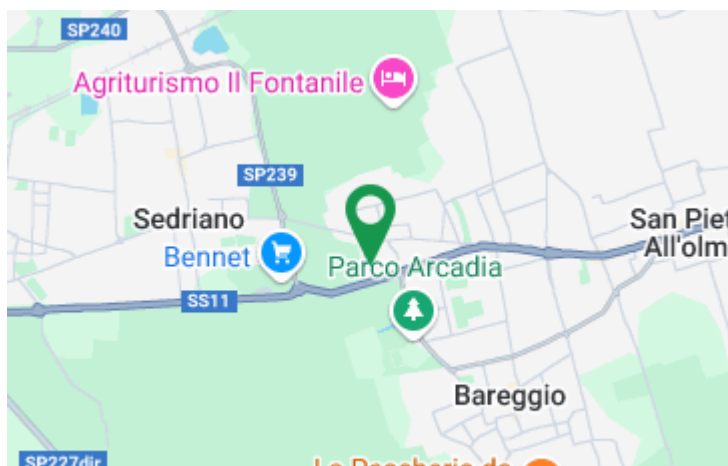 SP240
Agriturismo Il Fontanile
SP239
Sedriano
San Piet
All'olm
Bennet
Parco Arcadia
SS11
Bareggio
SP227dir